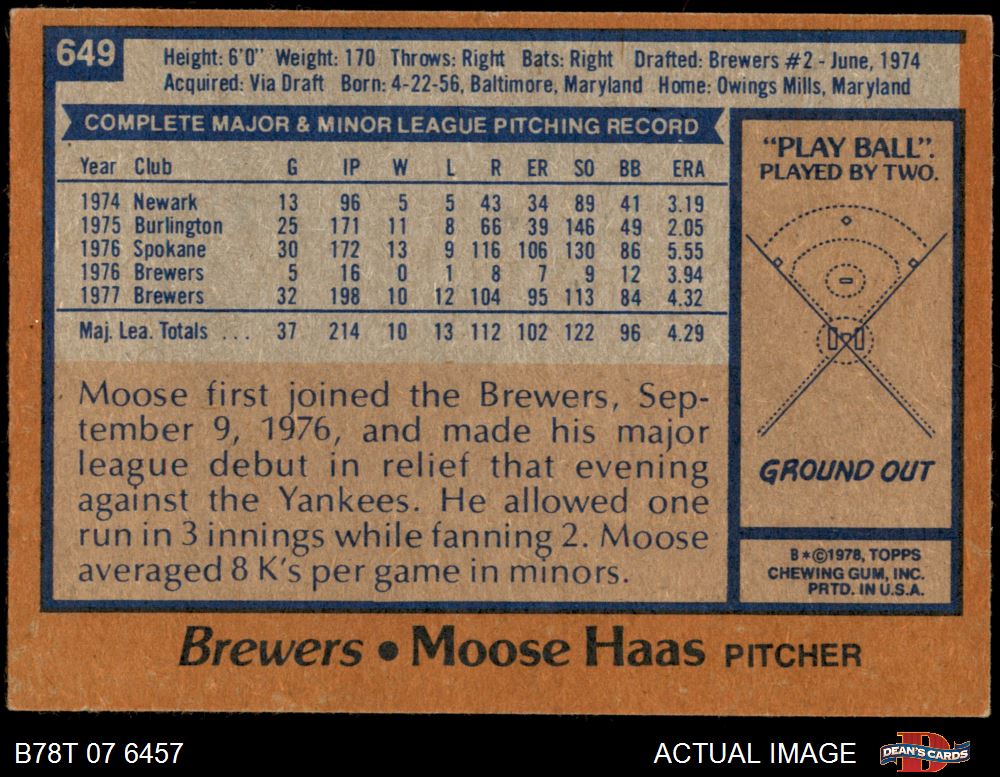 649
Height: 6'0" Weight: 170 Throws: Right Bats: Right Drafted: Brewers #2 - June, 1974
Acquired: Via Draft Born: 4-22-56, Baltimore, Maryland Home: Owings Mills, Maryland
COMPLETE MAJOR & MINOR LEAGUE PITCHING RECORD
Year Club G IP W L R ER SO BB ERA
1974 Newark 13 96 5 5 43 34 89 41 3.19
1975 Burlington 25 171 11 8 66 39 146 49 2.05
1976 Spokane 30 172 13 9 116 106 130 86 5.55
1976 Brewers 5 16 0 1 8 7 9 12 3.94
1977 Brewers 32 198 10 12 104 95 113 84 4.32
Maj. Lea. Totals ... 37 214 10 13 112 102 122 96 4.29
Moose first joined the Brewers, Sep-
tember 9, 1976, and made his major
league debut in relief that evening
against the Yankees. He allowed one
run in 3 innings while fanning 2. Moose
averaged 8 K's per game in minors.
"PLAY BALL".
PLAYED BY TWO.
GROUND OUT
B*©1978, TOPPS
CHEWING GUM, INC.
PRTD. IN U.S.A.
Brewers • Moose Haas PITCHER
B78T 07 6457
ACTUAL IMAGE
D
DEAN'S CARDS